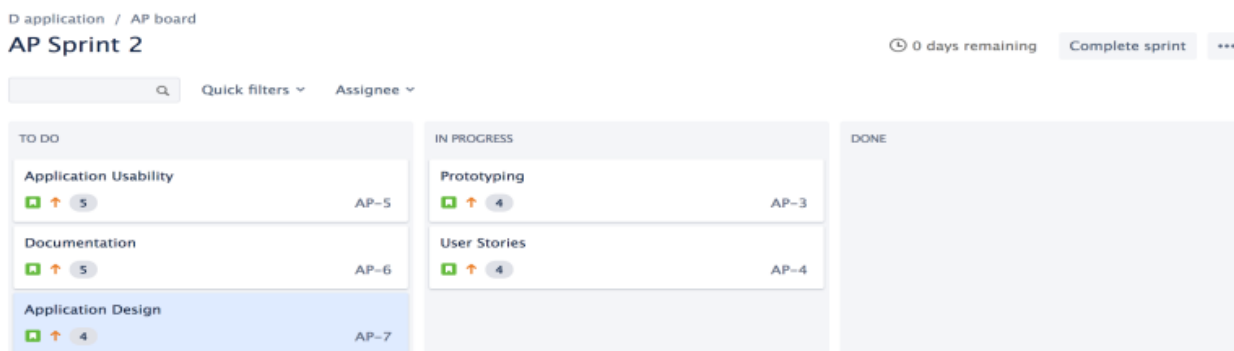 D application / AP board
AP Sprint 2
0 days remaining
Complete sprint
Quick filters
Assignee
TO DO
Application Usability
5
AP-5
Documentation
5
AP-6
Application Design
4
AP-7
IN PROGRESS
Prototyping
4
AP-3
User Stories
4
AP-4
DONE